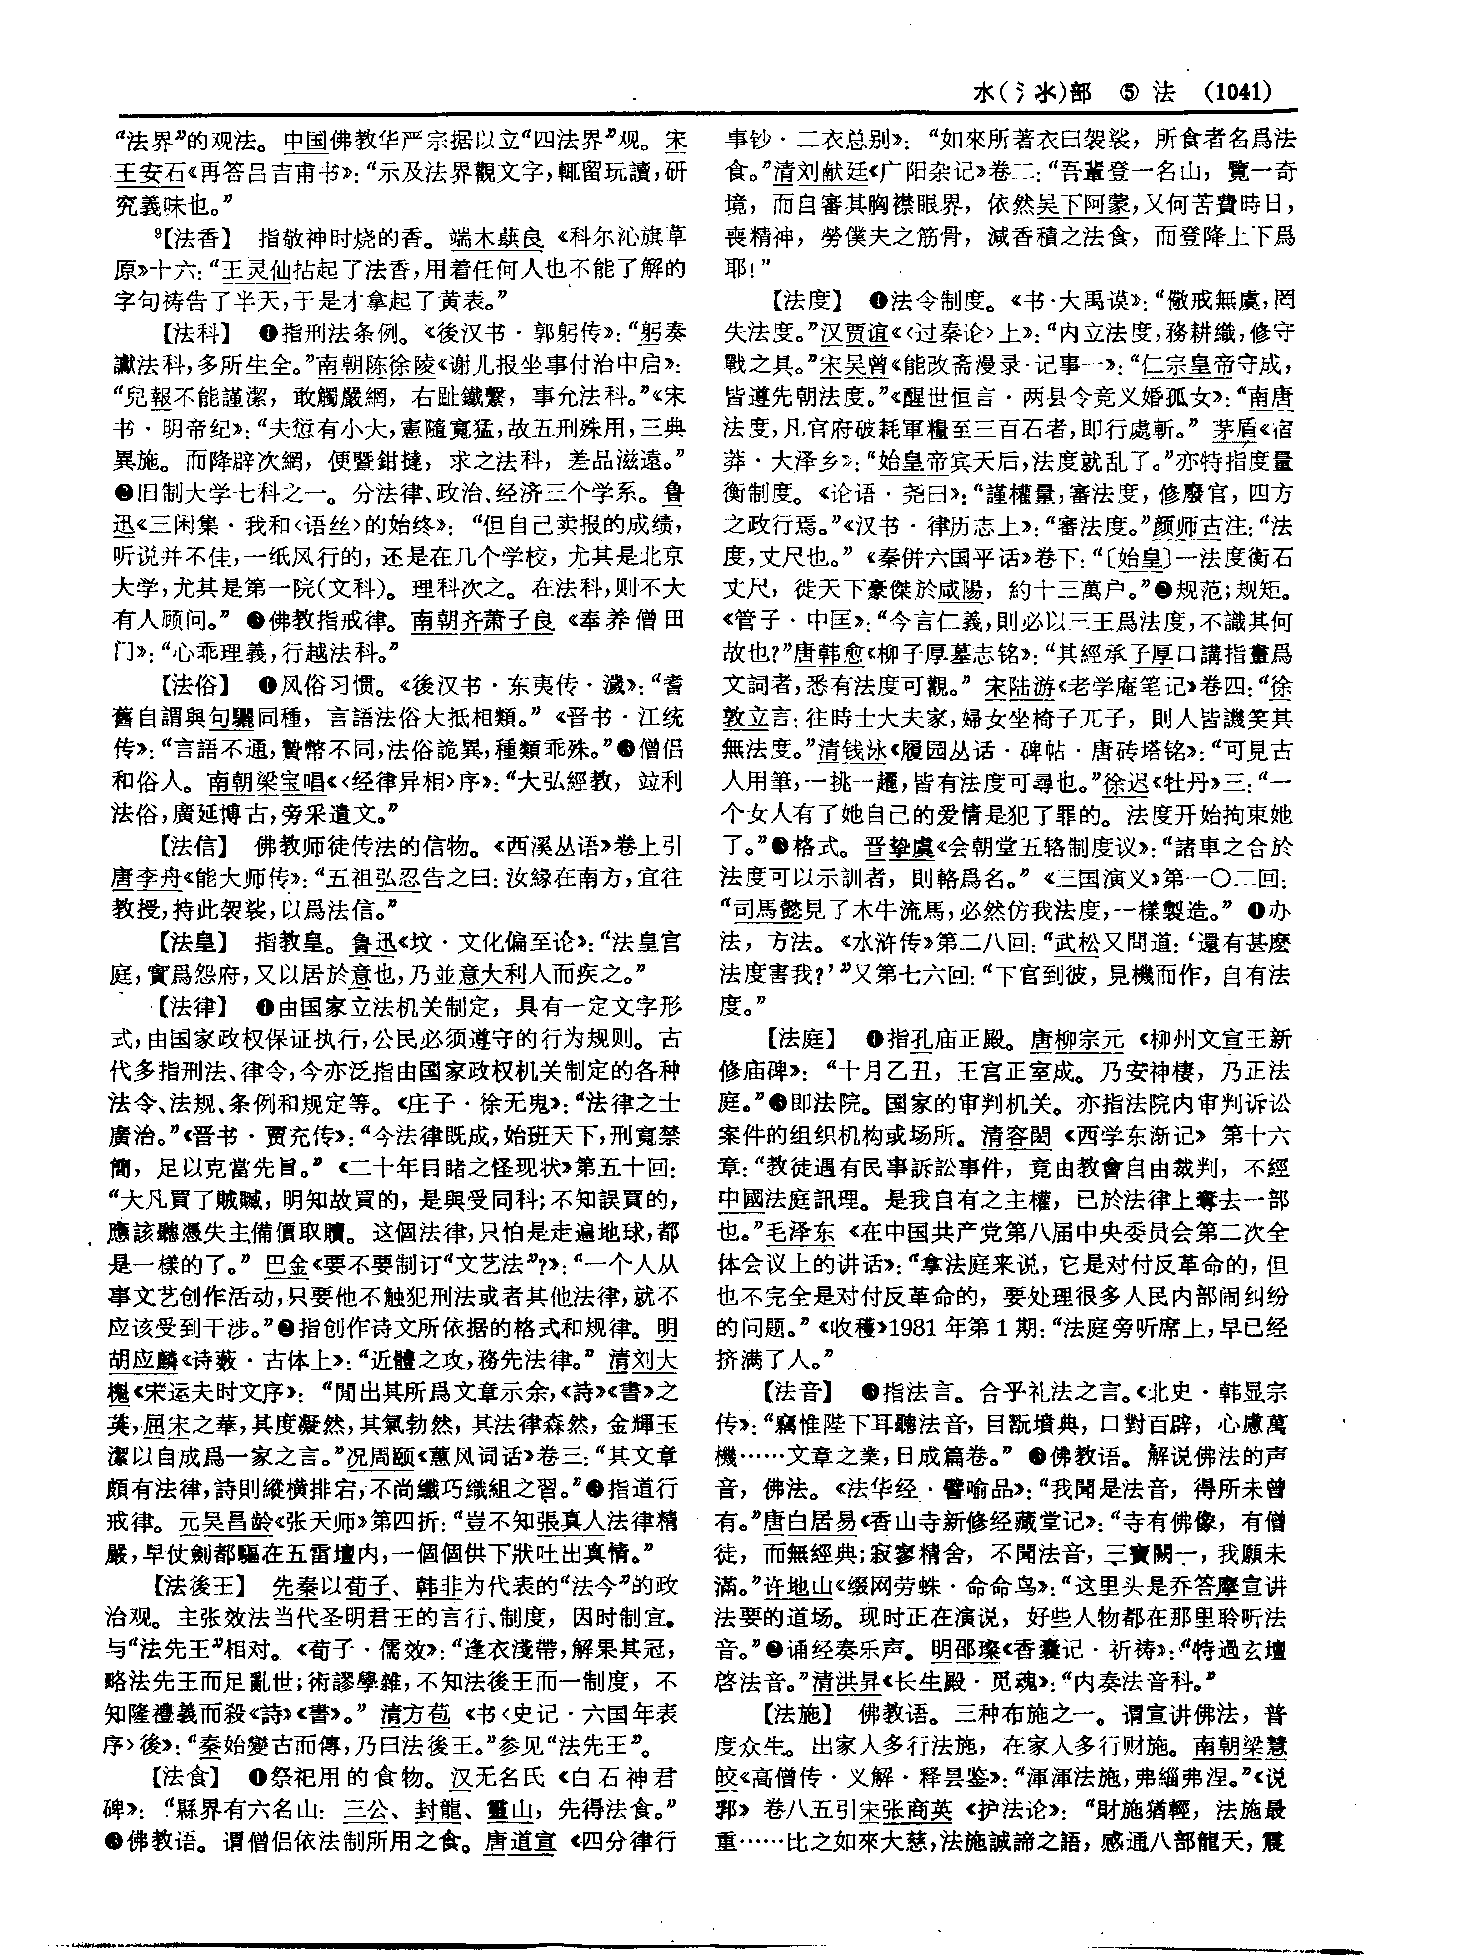 水(氵氺)部　⑤　法　(1041)
“法界”的观法。中国佛教华严宗据以立“四法界”观。宋
王安石《再答吕吉甫书》：“示及法界觀文字，輒留玩讀，研
究義味也。”
⁹【法香】　指敬神时烧的香。端木蕻良《科尔沁旗草
原》十六：“王灵仙拈起了法香，用着任何人也不能了解的
字句祷告了半天，于是才拿起了黄表。”
【法科】　❶指刑法条例。《後汉书·郭躬传》：“躬奏
讞法科，多所生全。”南朝陈徐陵《谢儿报坐事付治中启》：
“兒報不能謹潔，敢觸嚴網，右趾鐵繫，事允法科。”《宋
书·明帝纪》：“夫愆有小大，憲隨寬猛，故五刑殊用，三典
異施。而降辟次網，便暨鉗撻，求之法科，差品滋遠。”
❷旧制大学七科之一。分法律、政治、经济三个学系。鲁
迅《三闲集·我和〈语丝〉的始终》：“但自己卖报的成绩，
听说并不佳，一纸风行的，还是在几个学校，尤其是北京
大学，尤其是第一院(文科)。理科次之。在法科，则不大
有人顾问。”❸佛教指戒律。南朝齐萧子良《奉养僧田
门》：“心乖理義，行越法科。”
【法俗】　❶风俗习惯。《後汉书·东夷传·濊》：“耆
舊自謂與句驪同種，言語法俗大抵相類。”《晋书·江统
传》：“言語不通，贄幣不同，法俗詭異，種類乖殊。”❷僧侣
和俗人。南朝梁宝唱《〈经律异相〉序》：“大弘經教，竝利
法俗，廣延博古，旁采遺文。”
【法信】　佛教师徒传法的信物。《西溪丛语》卷上引
唐李舟《能大师传》：“五祖弘忍告之曰：汝緣在南方，宜往
教授，持此袈裟，以爲法信。”
【法皇】　指教皇。鲁迅《坟·文化偏至论》：“法皇宫
庭，實爲怨府，又以居於意也，乃並意大利人而疾之。”
【法律】　❶由国家立法机关制定，具有一定文字形
式，由国家政权保证执行，公民必须遵守的行为规则。古
代多指刑法、律令，今亦泛指由国家政权机关制定的各种
法令、法规、条例和规定等。《庄子·徐无鬼》：“法律之士
廣治。”《晋书·贾充传》：“今法律既成，始班天下，刑寬禁
簡，足以克當先旨。”《二十年目睹之怪现状》第五十回：
“大凡買了贓贓，明知故買的，是與受同科；不知誤買的，
應該聽憑失主備價取贖。这個法律，只怕是走遍地球，都
是一樣的了。”巴金《要不要制订“文艺法”?》：“一个人从
事文艺创作活动，只要他不触犯刑法或者其他法律，就不
应该受到干涉。”❷指创作诗文所依据的格式和规律。明
胡应麟《诗薮·古体上》：“近體之攻，務先法律。”清刘大
櫆《宋运夫时文序》：“閒出其所爲文章示余，《詩》《書》之
英，屈宋之華，其度凝然，其氣勃然，其法律森然，金輝玉
潔以自成爲一家之言。”况周颐《蕙风词话》卷三：“其文章
頗有法律，詩則縱横排宕，不尚纖巧織組之習。”❸指道行
戒律。元吴昌龄《张天师》第四折：“豈不知張真人法律精
嚴，早仗劍都驅在五雷壇内，一個個供下狀吐出真情。”
【法後王】　先秦以荀子、韩非为代表的“法今”的政
治观。主张效法当代圣明君王的言行、制度，因时制宜。
与“法先王”相对。《荀子·儒效》：“逢衣淺帶，解果其冠，
略法先王而足亂世；術謬學雜，不知法後王而一制度，不
知隆禮義而殺《詩》《書》。”清方苞《书〈史记·六国年表
序〉後》：“秦始變古而傳，乃曰法後王。”参见“法先王”。
【法食】　❶祭祀用的食物。汉无名氏《白石神君
碑》：“縣界有六名山：三公、封龍、靈山，先得法食。”
❷佛教语。谓僧侣依法制所用之食。唐道宣《四分律行
事钞·二衣总别》：“如來所著衣曰袈裟，所食者名爲法
食。”清刘献廷《广阳杂记》卷二：“吾輩登一名山，覽一奇
境，而自審其胸襟眼界，依然吴下阿蒙，又何苦費時日，
喪精神，勞僕夫之筋骨，減香積之法食，而登降上下爲
耶！”
【法度】　❶法令制度。《书·大禹谟》：“儆戒無虞，罔
失法度。”汉贾谊《〈过秦论〉上》：“内立法度，務耕織，修守
戰之具。”宋吴曾《能改斋漫录·记事一》：“仁宗皇帝守成，
皆遵先朝法度。”《醒世恒言·两县令竞义婚孤女》：“南唐
法度，凡官府破耗軍糧至三百石者，即行處斬。”茅盾《宿
莽·大泽乡》：“始皇帝宾天后，法度就乱了。”亦特指度量
衡制度。《论语·尧曰》：“謹權量，審法度，修廢官，四方
之政行焉。”《汉书·律历志上》：“審法度。”颜师古注：“法
度，丈尺也。”《秦併六国平话》卷下：“〔始皇〕一法度衡石
丈尺，徙天下豪傑於咸陽，約十三萬户。”❷规范；规矩。
《管子·中匡》：“今言仁義，則必以三王爲法度，不識其何
故也?”唐韩愈《柳子厚墓志铭》：“其經承子厚口講指畫爲
文詞者，悉有法度可觀。”宋陆游《老学庵笔记》卷四：“徐
敦立言：往時士大夫家，婦女坐椅子兀子，則人皆譏笑其
無法度。”清钱泳《履园丛话·碑帖·唐砖塔铭》：“可見古
人用筆，一挑一趯，皆有法度可尋也。”徐迟《牡丹》三：“一
个女人有了她自己的爱情是犯了罪的。法度开始拘束她
了。”❸格式。晋挚虞《会朝堂五辂制度议》：“諸車之合於
法度可以示訓者，則輅爲名。”《三国演义》第一〇二回：
“司馬懿見了木牛流馬，必然仿我法度，一樣製造。”❹办
法，方法。《水浒传》第二八回：“武松又問道：‘還有甚麽
法度害我?’”又第七六回：“下官到彼，見機而作，自有法
度。”
【法庭】　❶指孔庙正殿。唐柳宗元《柳州文宣王新
修庙碑》：“十月乙丑，王宫正室成。乃安神棲，乃正法
庭。”❷即法院。国家的审判机关。亦指法院内审判诉讼
案件的组织机构或场所。清容闳《西学东渐记》第十六
章：“教徒遇有民事訴訟事件，竟由教會自由裁判，不經
中國法庭訊理。是我自有之主權，已於法律上奪去一部
也。”毛泽东《在中国共产党第八届中央委员会第二次全
体会议上的讲话》：“拿法庭来说，它是对付反革命的，但
也不完全是对付反革命的，要处理很多人民内部闹纠纷
的问题。”《收穫》1981年第1期：“法庭旁听席上，早已经
挤满了人。”
【法音】　❶指法言。合乎礼法之言。《北史·韩显宗
传》：“竊惟陛下耳聽法音，目翫墳典，口對百辟，心慮萬
機……文章之業，日成篇卷。”❷佛教语。解说佛法的声
音，佛法。《法华经·譬喻品》：“我聞是法音，得所未曾
有。”唐白居易《香山寺新修经藏堂记》：“寺有佛像，有僧
徒，而無經典；寂寥精舍，不聞法音，三寶闕一，我願未
滿。”许地山《缀网劳蛛·命命鸟》：“这里头是乔答摩宣讲
法要的道场。现时正在演说，好些人物都在那里聆听法
音。”❷诵经奏乐声。明邵璨《香囊记·祈祷》：“特過玄壇
啓法音。”清洪昇《长生殿·觅魂》：“内奏法音科。”
【法施】　佛教语。三种布施之一。谓宣讲佛法，普
度众生。出家人多行法施，在家人多行财施。南朝梁慧
皎《高僧传·义解·释昙鉴》：“渾渾法施，弗緇弗涅。”《说
郛》卷八五引宋张商英《护法论》：“財施猶輕，法施最
重……比之如來大慈，法施誠諦之語，感通八部龍天，震